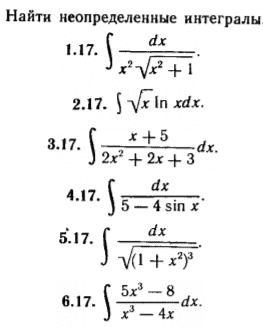 Найти неопределенные интегралы.
1.17. ∫ dx / (x²√(x² + 1)).
2.17. ∫ √x ln xdx.
3.17. ∫ (x + 5) / (2x² + 2x + 3) dx.
4.17. ∫ dx / (5 − 4 sin x).
5.17. ∫ dx / √((1 + x²)³).
6.17. ∫ (5x³ − 8) / (x³ − 4x) dx.